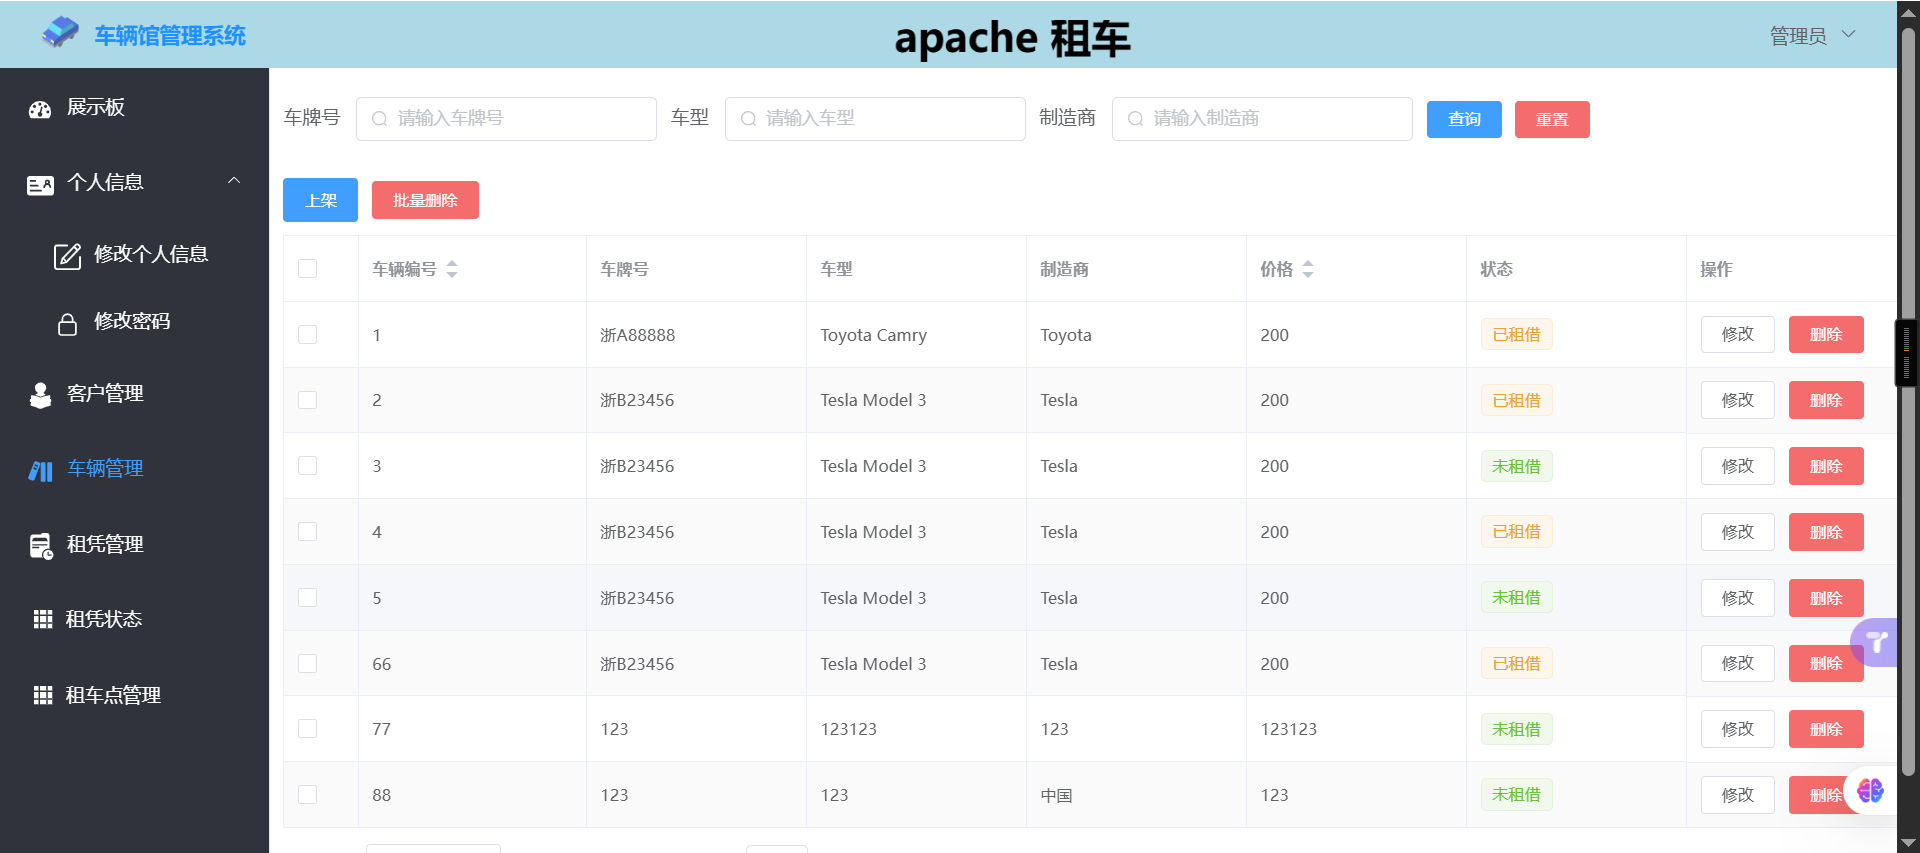 车辆馆管理系统
apache 租车
管理员
展示板
个人信息
修改个人信息
修改密码
客户管理
车辆管理
租凭管理
租凭状态
租车点管理
车牌号 请输入车牌号 车型 请输入车型 制造商 请输入制造商 查询 重置
上架 批量删除
车辆编号 车牌号 车型 制造商 价格 状态 操作
1 浙A88888 Toyota Camry Toyota 200 已租借 修改 删除
2 浙B23456 Tesla Model 3 Tesla 200 已租借 修改 删除
3 浙B23456 Tesla Model 3 Tesla 200 未租借 修改 删除
4 浙B23456 Tesla Model 3 Tesla 200 已租借 修改 删除
5 浙B23456 Tesla Model 3 Tesla 200 未租借 修改 删除
66 浙B23456 Tesla Model 3 Tesla 200 已租借 修改 删除
77 123 123123 123 123123 未租借 修改 删除
88 123 123 中国 123 未租借 修改 删除